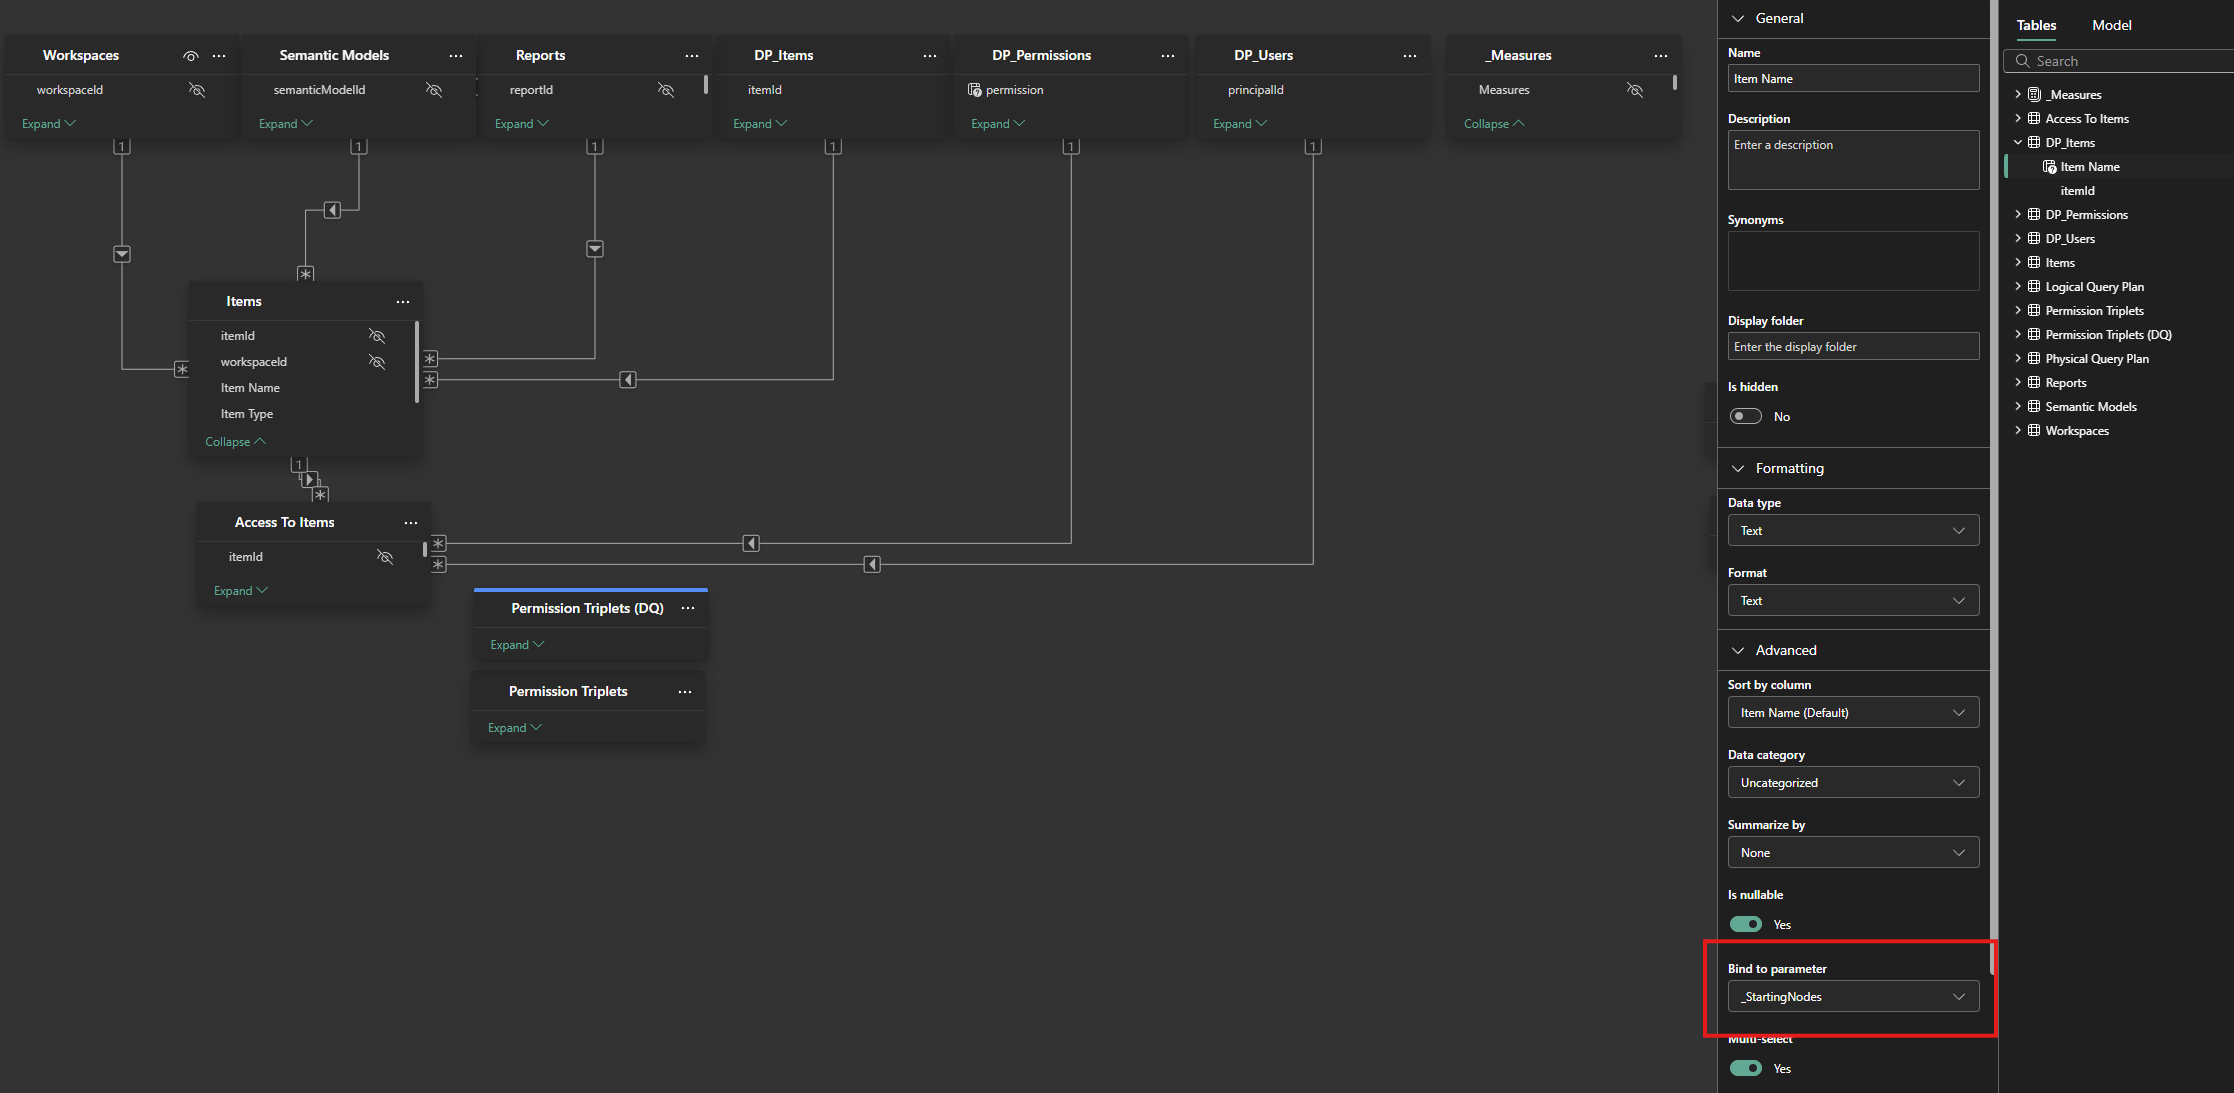 Workspaces
workspaceId
Expand
1
Semantic Models
semanticModelId
Expand
1
Reports
reportId
Expand
1
DP_Items
itemId
Expand
1
DP_Permissions
permission
Expand
1
DP_Users
principalId
Expand
1
_Measures
Measures
Collapse
Items
itemId
workspaceId
Item Name
Item Type
Collapse
1
Access To Items
itemId
Expand
Permission Triplets (DQ)
Expand
Permission Triplets
Expand
General
Name
Item Name
Description
Enter a description
Synonyms
Display folder
Enter the display folder
Is hidden
No
Formatting
Data type
Text
Format
Text
Advanced
Sort by column
Item Name (Default)
Data category
Uncategorized
Summarize by
None
Is nullable
Yes
Bind to parameter
_StartingNodes
Multi-select
Yes
Tables Model
Search
_Measures
Access To Items
DP_Items
Item Name
itemId
DP_Permissions
DP_Users
Items
Logical Query Plan
Permission Triplets
Permission Triplets (DQ)
Physical Query Plan
Reports
Semantic Models
Workspaces